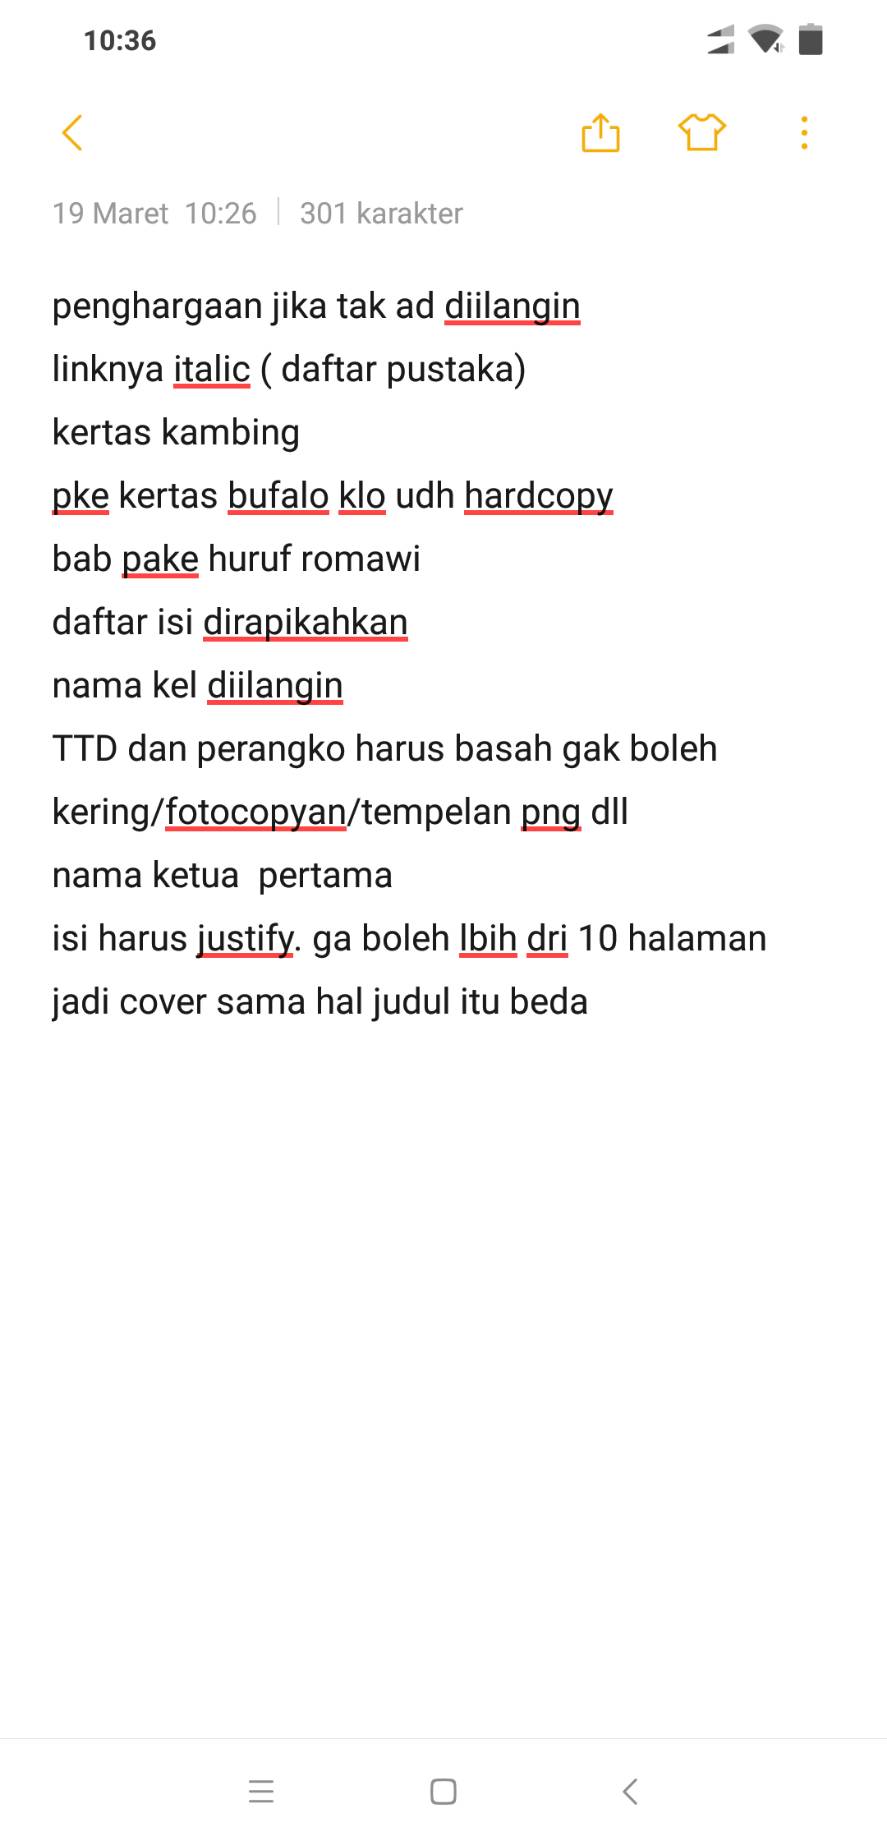 10:36
19 Maret 10:26 | 301 karakter
penghargaan jika tak ad diilangin
linknya italic ( daftar pustaka)
kertas kambing
pke kertas bufalo klo udh hardcopy
bab pake huruf romawi
daftar isi dirapikahkan
nama kel diilangin
TTD dan perangko harus basah gak boleh
kering/fotocopyan/tempelan png dll
nama ketua  pertama
isi harus justify. ga boleh lbih dri 10 halaman
jadi cover sama hal judul itu beda